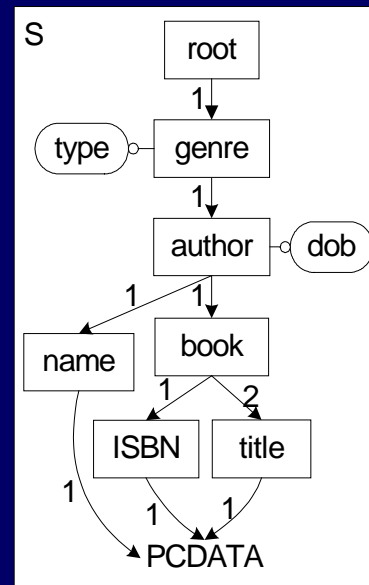 S
root
1
type genre
1
author dob
1 1
name book
1 2
ISBN title
1 1 1
PCDATA